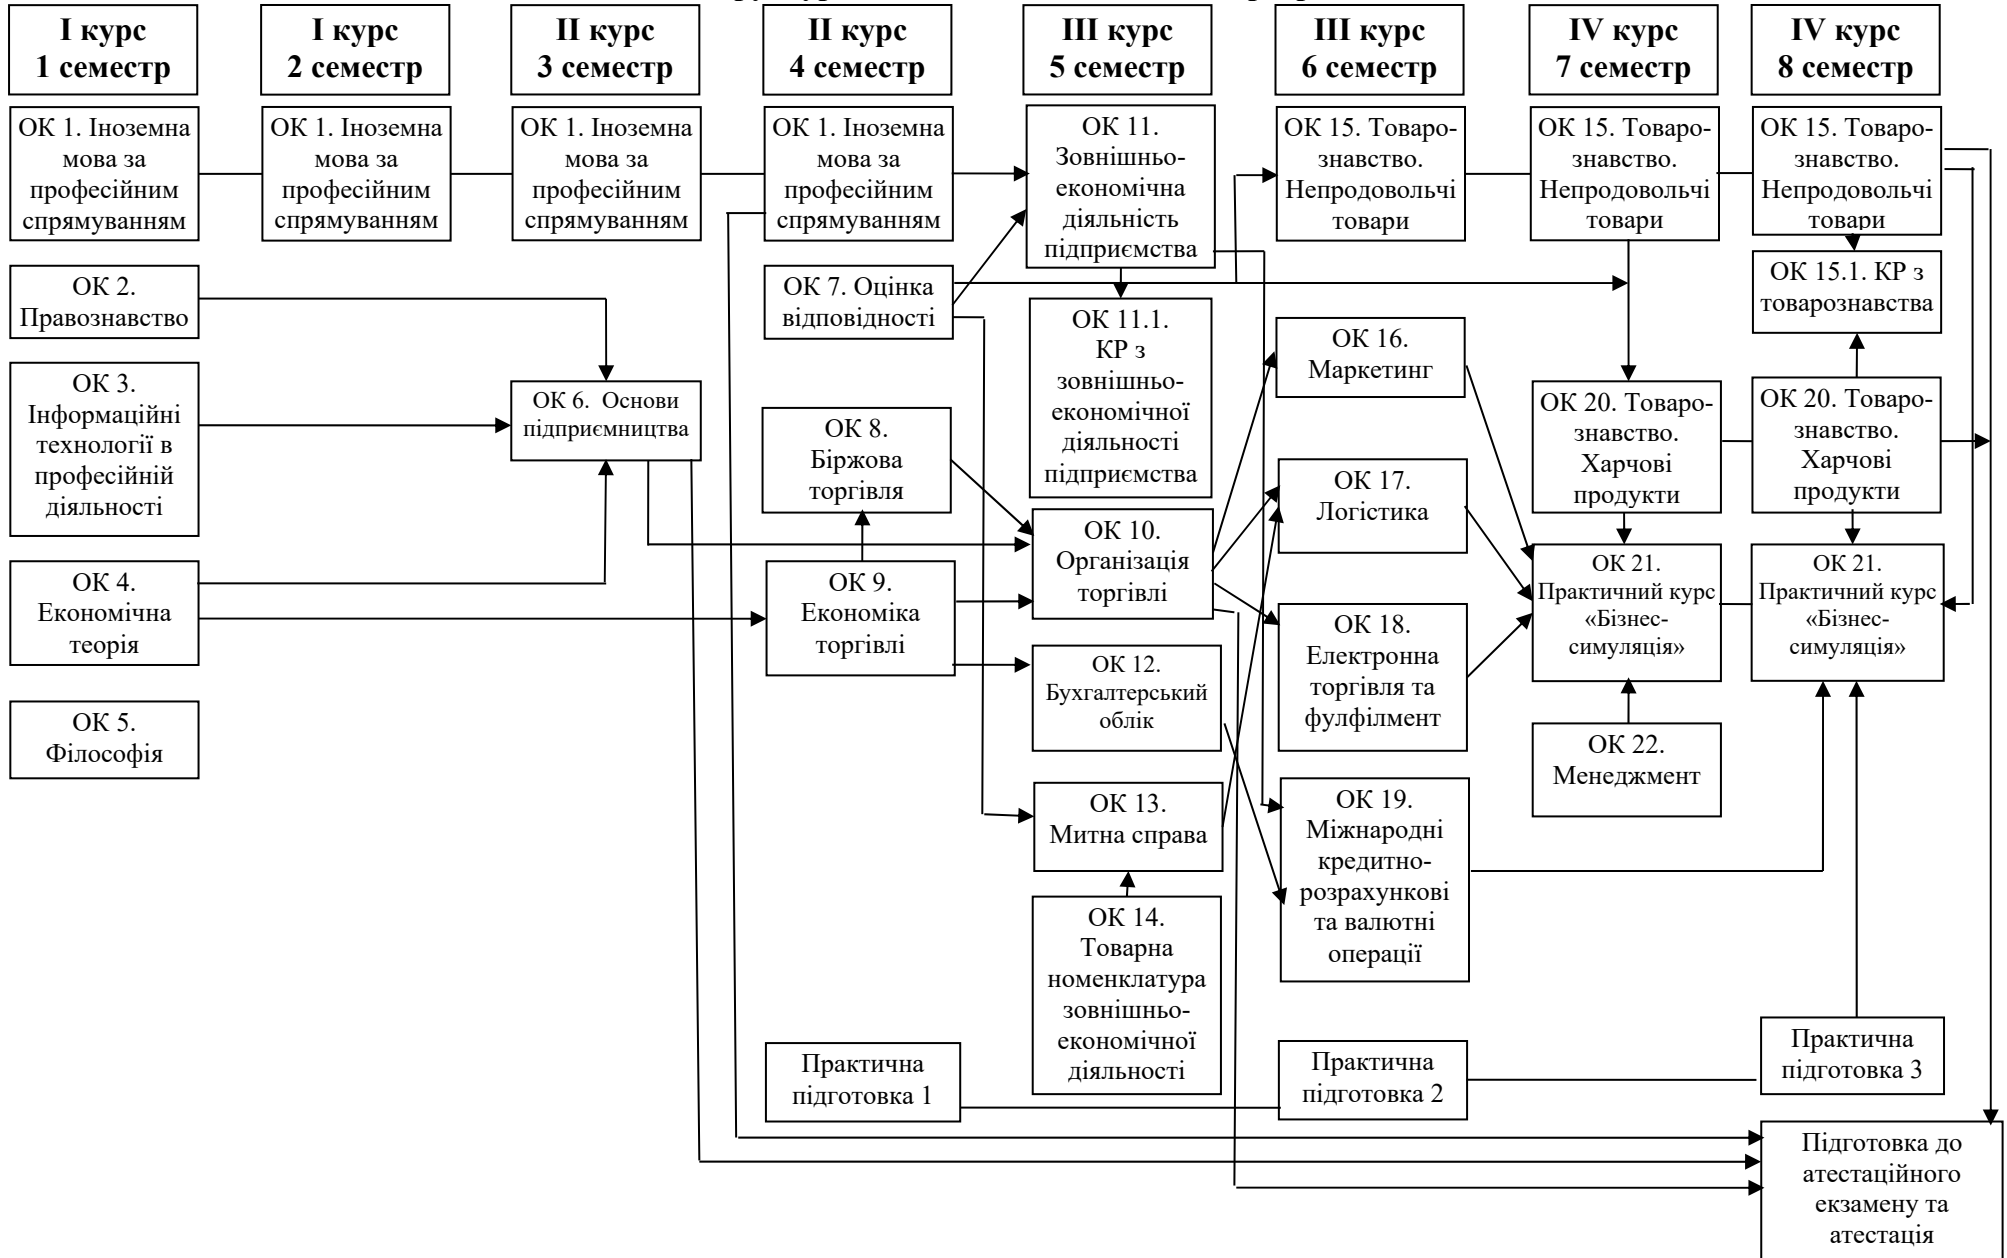 І курс
1 семестр
І курс
2 семестр
ІІ курс
3 семестр
ІІ курс
4 семестр
ІІІ курс
5 семестр
ІІІ курс
6 семестр
IV курс
7 семестр
IV курс
8 семестр
ОК 1. Іноземна
мова за
професійним
спрямуванням
ОК 2.
Правознавство
ОК 3.
Інформаційні
технології в
професійній
діяльності
ОК 4.
Економічна
теорія
ОК 5.
Філософія
ОК 1. Іноземна
мова за
професійним
спрямуванням
ОК 1. Іноземна
мова за
професійним
спрямуванням
ОК 6. Основи
підприємництва
ОК 1. Іноземна
мова за
професійним
спрямуванням
ОК 7. Оцінка
відповідності
ОК 8.
Біржова
торгівля
ОК 9.
Економіка
торгівлі
Практична
підготовка 1
ОК 11.
Зовнішньо-
економічна
діяльність
підприємства
ОК 11.1.
КР з
зовнішньо-
економічної
діяльності
підприємства
ОК 10.
Організація
торгівлі
ОК 12.
Бухгалтерський
облік
ОК 13.
Митна справа
ОК 14.
Товарна
номенклатура
зовнішньо-
економічної
діяльності
ОК 15. Товаро-
знавство.
Непродовольчі
товари
ОК 16.
Маркетинг
ОК 17.
Логістика
ОК 18.
Електронна
торгівля та
фулфілмент
ОК 19.
Міжнародні
кредитно-
розрахункові
та валютні
операції
Практична
підготовка 2
ОК 15. Товаро-
знавство.
Непродовольчі
товари
ОК 20. Товаро-
знавство.
Харчові
продукти
ОК 21.
Практичний курс
«Бізнес-
симуляція»
ОК 22.
Менеджмент
ОК 15. Товаро-
знавство.
Непродовольчі
товари
ОК 15.1. КР з
товарознавства
ОК 20. Товаро-
знавство.
Харчові
продукти
ОК 21.
Практичний курс
«Бізнес-
симуляція»
Практична
підготовка 3
Підготовка до
атестаційного
екзамену та
атестація